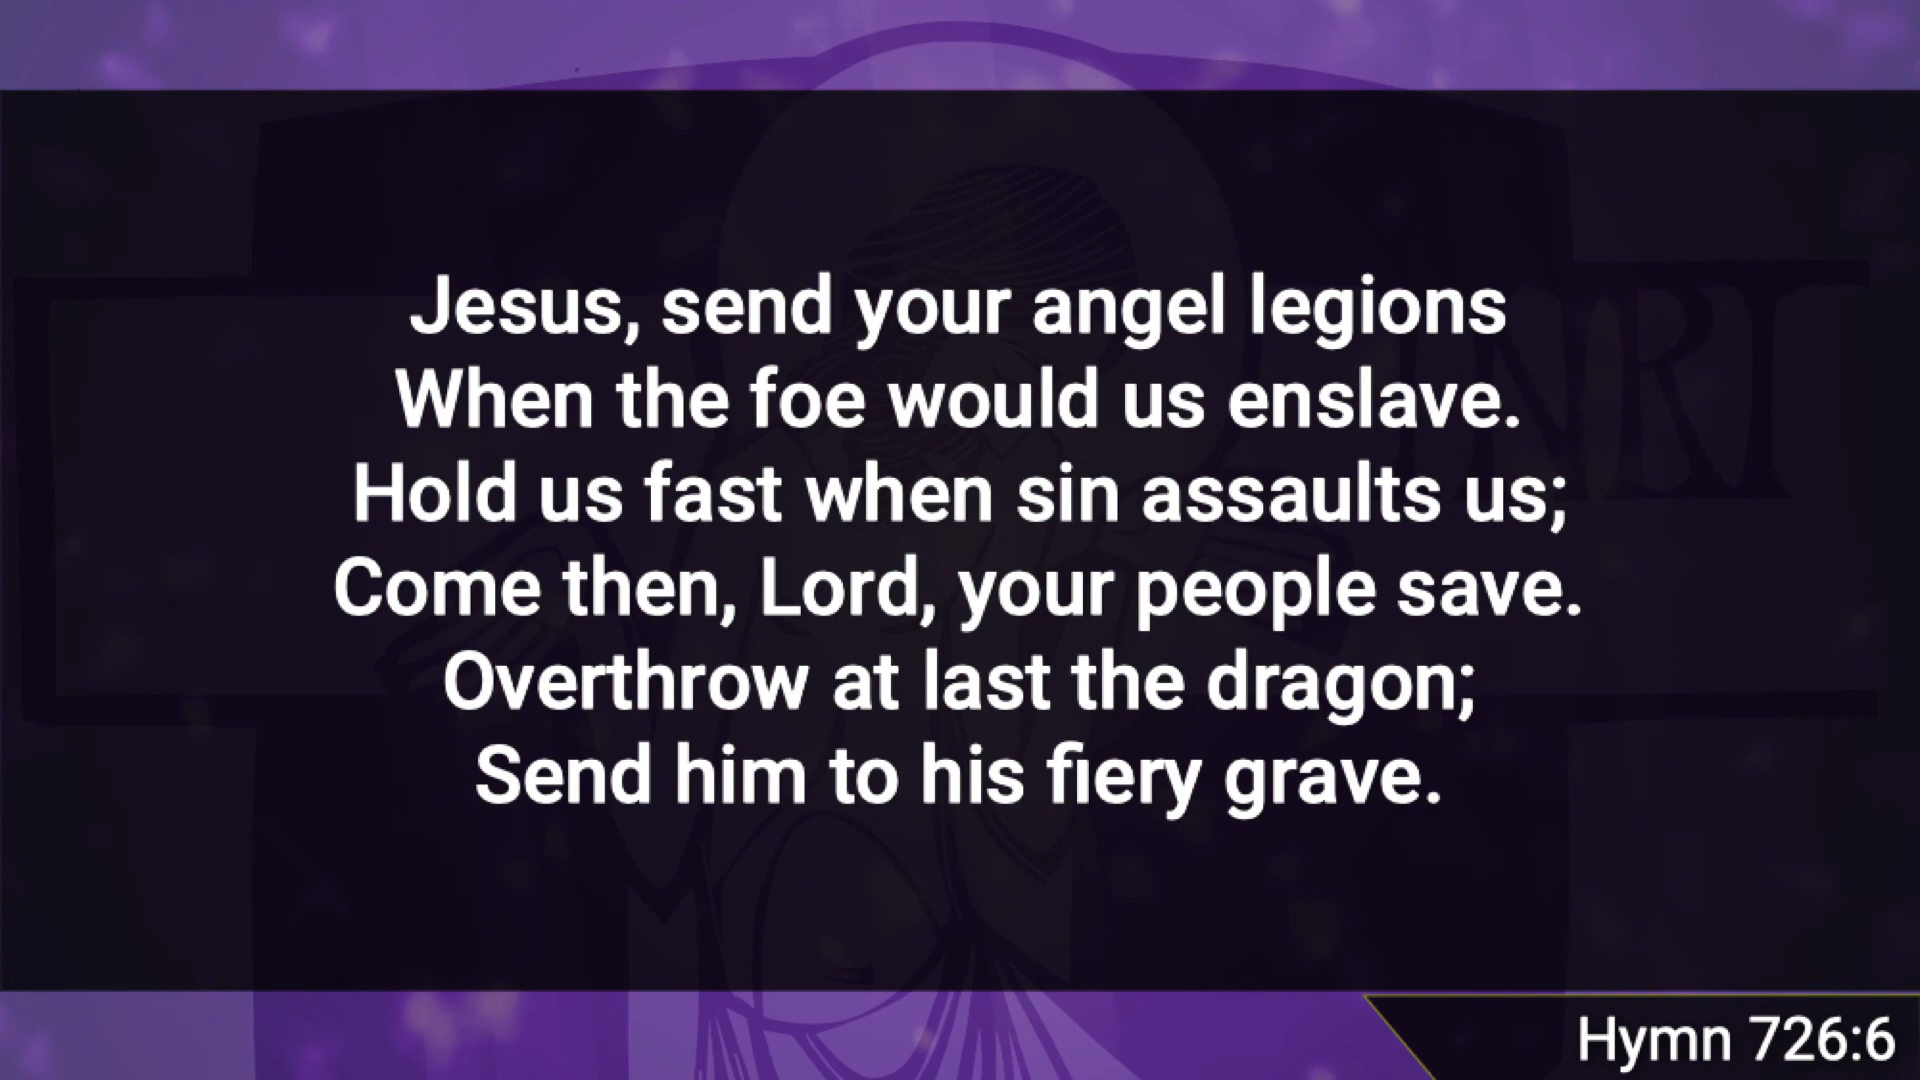 Jesus, send your angel legions
When the foe would us enslave.
Hold us fast when sin assaults us;
Come then, Lord, your people save.
Overthrow at last the dragon;
Send him to his fiery grave.
NRI
Hymn 726:6